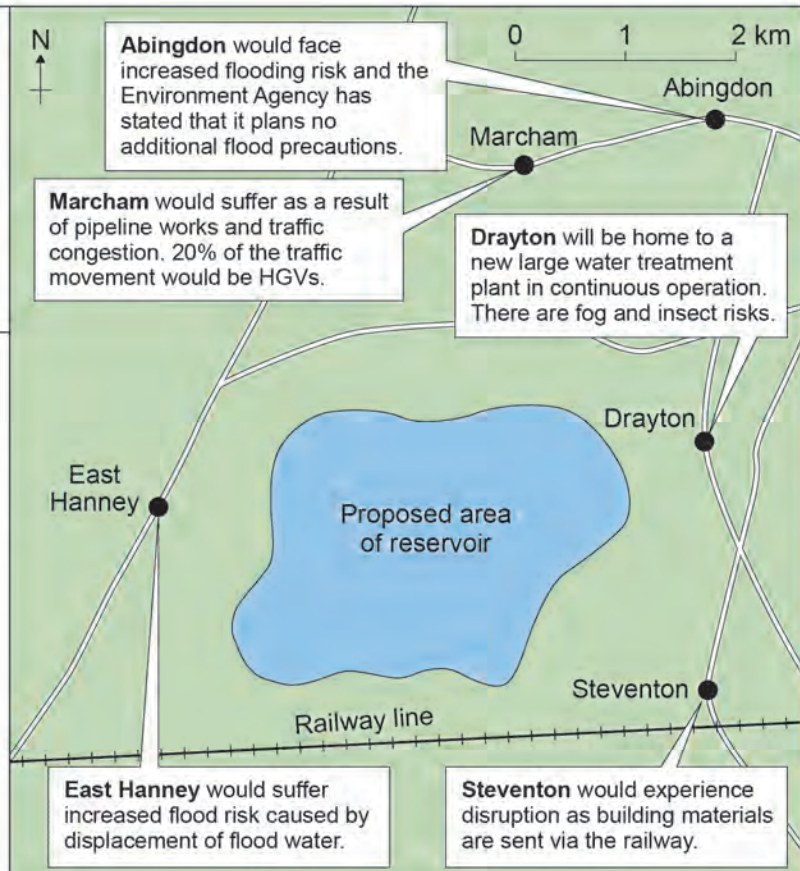 N
Abingdon would face
increased flooding risk and the
Environment Agency has
stated that it plans no
additional flood precautions.
0 1 2 km
Abingdon
Marcham
Marcham would suffer as a result
of pipeline works and traffic
congestion. 20% of the traffic
movement would be HGVs.
Drayton will be home to a
new large water treatment
plant in continuous operation.
There are fog and insect risks.
Drayton
East
Hanney
Proposed area
of reservoir
Steventon
Railway line
East Hanney would suffer
increased flood risk caused by
displacement of flood water.
Steventon would experience
disruption as building materials
are sent via the railway.